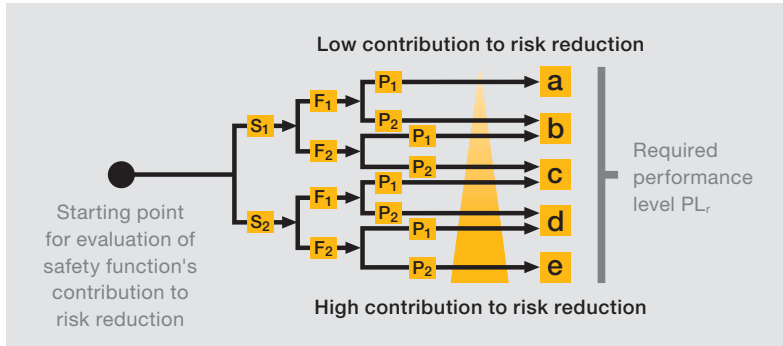 Low contribution to risk reduction
P₁
a
F₁
P₂
b
S₁
P₁
F₂
P₂
c
Required
performance
level PLᵣ
P₁
F₁
P₂
d
S₂
P₁
F₂
P₂
e
Starting point
for evaluation of
safety function's
contribution to
risk reduction
High contribution to risk reduction